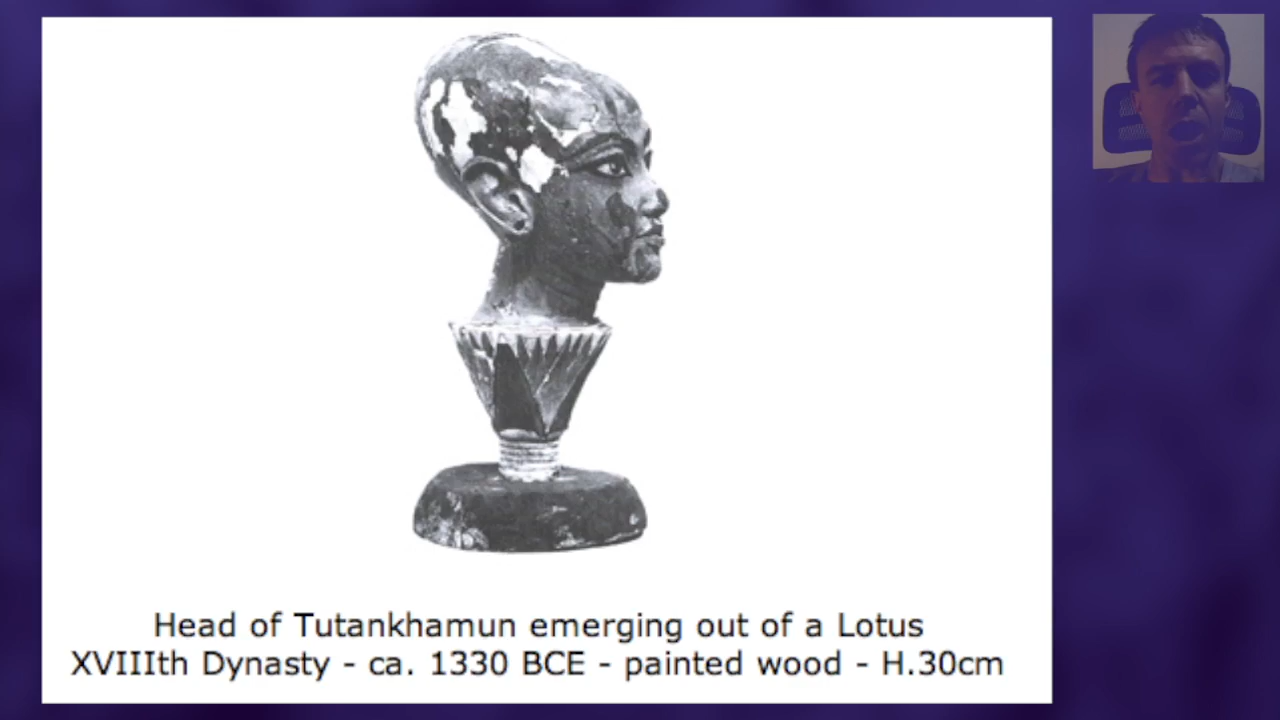 Head of Tutankhamun emerging out of a Lotus
XVIIIth Dynasty - ca. 1330 BCE - painted wood - H.30cm